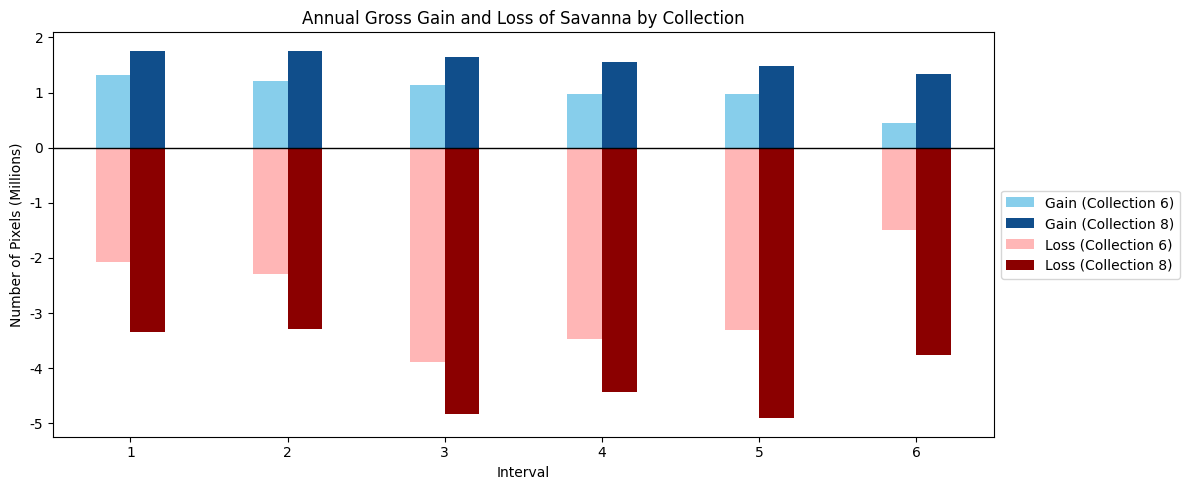 Annual Gross Gain and Loss of Savanna by Collection
Number of Pixels (Millions)
2
1
0
-1
-2
-3
-4
-5
1
2
3
4
5
6
Interval
Gain (Collection 6)
Gain (Collection 8)
Loss (Collection 6)
Loss (Collection 8)